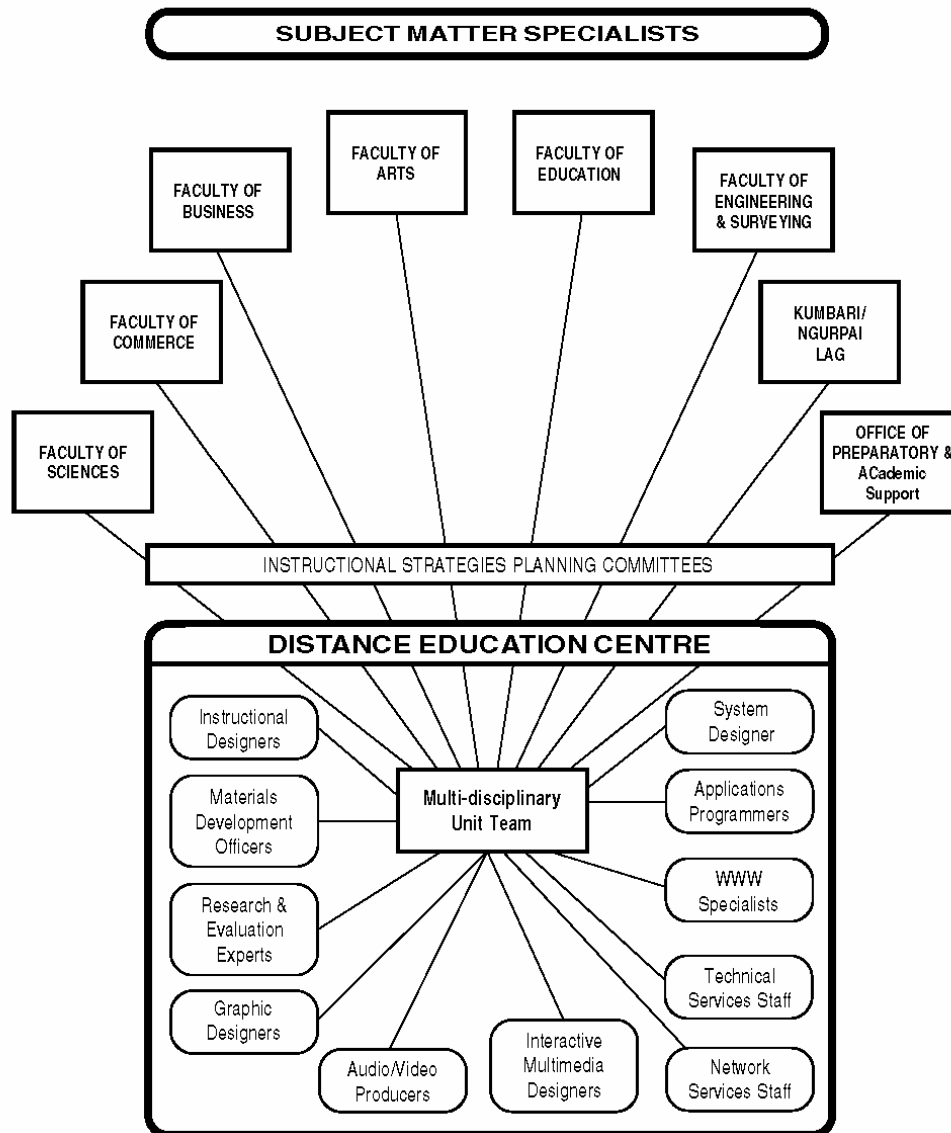 SUBJECT MATTER SPECIALISTS
FACULTY OF
ARTS
FACULTY OF
EDUCATION
FACULTY OF
BUSINESS
FACULTY OF
ENGINEERING
& SURVEYING
FACULTY OF
COMMERCE
KUMBARI/
NGURPAI
LAG
FACULTY OF
SCIENCES
OFFICE OF
PREPARATORY &
ACademic
Support
INSTRUCTIONAL STRATEGIES PLANNING COMMITTEES
DISTANCE EDUCATION CENTRE
Instructional
Designers
System
Designer
Multi-disciplinary
Unit Team
Materials
Development
Officers
Applications
Programmers
Research &
Evaluation
Experts
WWW
Specialists
Graphic
Designers
Technical
Services Staff
Audio/Video
Producers
Interactive
Multimedia
Designers
Network
Services Staff